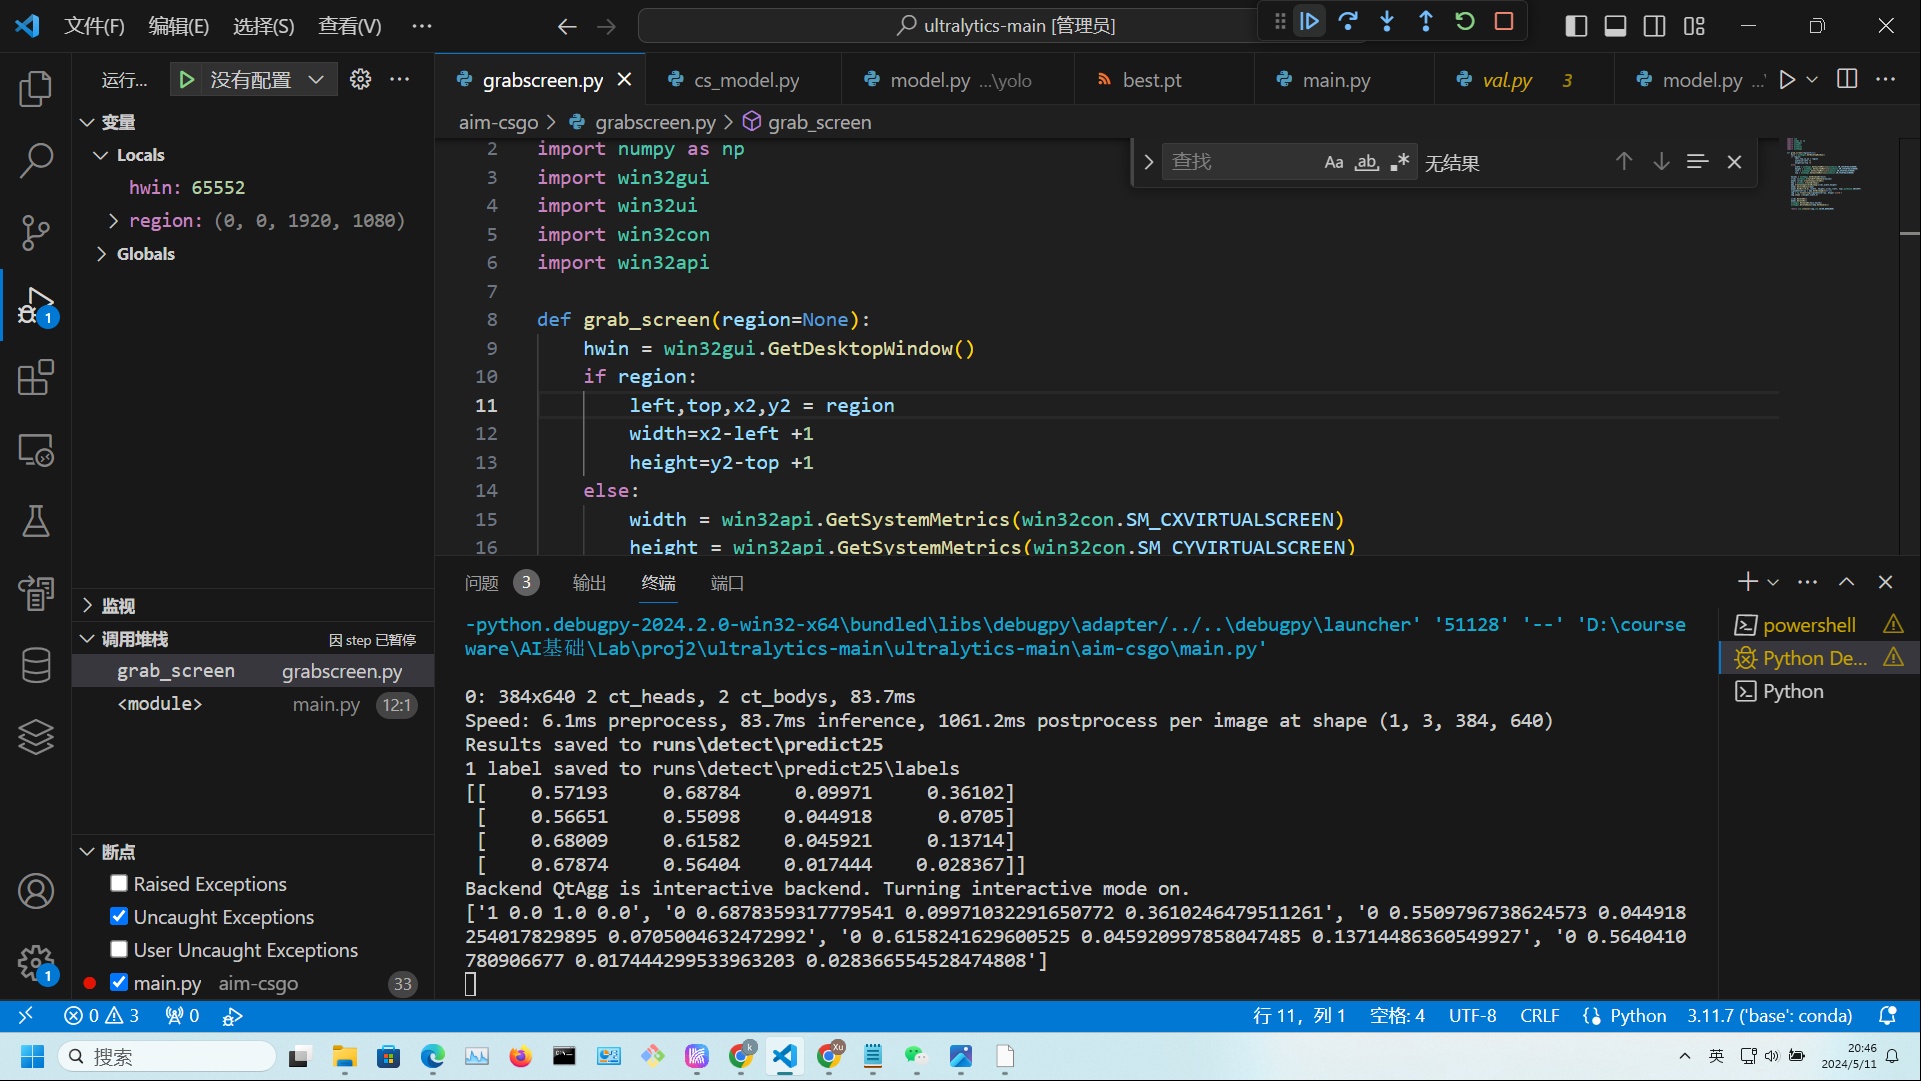 文件(F) 编辑(E) 选择(S) 查看(V) ··· ultralytics-main [管理员]
运行... 没有配置 ···
grabscreen.py cs_model.py model.py ...\yolo best.pt main.py val.py 3 model.py ...
aim-csgo > grabscreen.py > grab_screen
变量
Locals
hwin: 65552
region: (0, 0, 1920, 1080)
Globals
查找 Aa ab .* 无结果
2 import numpy as np
3 import win32gui
4 import win32ui
5 import win32con
6 import win32api
7
8 def grab_screen(region=None):
9 hwin = win32gui.GetDesktopWindow()
10 if region:
11 left,top,x2,y2 = region
12 width=x2-left +1
13 height=y2-top +1
14 else:
15 width = win32api.GetSystemMetrics(win32con.SM_CXVIRTUALSCREEN)
16 height = win32api.GetSystemMetrics(win32con.SM_CYVIRTUALSCREEN)
监视
调用堆栈 因 step 已暂停
grab_screen grabscreen.py
<module> main.py 12:1
断点
Raised Exceptions
Uncaught Exceptions
User Uncaught Exceptions
main.py aim-csgo 33
1
1
问题 3 输出 终端 端口
-python.debugpy-2024.2.0-win32-x64\bundled\libs\debugpy\adapter/../..\debugpy\launcher' '51128' '--' 'D:\course
ware\AI基础\Lab\proj2\ultralytics-main\ultralytics-main\aim-csgo\main.py'
0: 384x640 2 ct_heads, 2 ct_bodys, 83.7ms
Speed: 6.1ms preprocess, 83.7ms inference, 1061.2ms postprocess per image at shape (1, 3, 384, 640)
Results saved to runs\detect\predict25
1 label saved to runs\detect\predict25\labels
[[ 0.57193 0.68784 0.09971 0.36102]
[ 0.56651 0.55098 0.044918 0.0705]
[ 0.68009 0.61582 0.045921 0.13714]
[ 0.67874 0.56404 0.017444 0.028367]]
Backend QtAgg is interactive backend. Turning interactive mode on.
['1 0.0 1.0 0.0', '0 0.6878359317779541 0.09971032291650772 0.3610246479511261', '0 0.5509796738624573 0.044918
254017829895 0.0705004632472992', '0 0.6158241629600525 0.045920997858047485 0.13714486360549927', '0 0.5640410
780906677 0.017444299533963203 0.028366554528474808']
powershell
Python De...
Python
0 3 0 行 11，列 1 空格: 4 UTF-8 CRLF Python 3.11.7 ('base': conda)
搜索 k Xu 英 20:46
2024/5/11